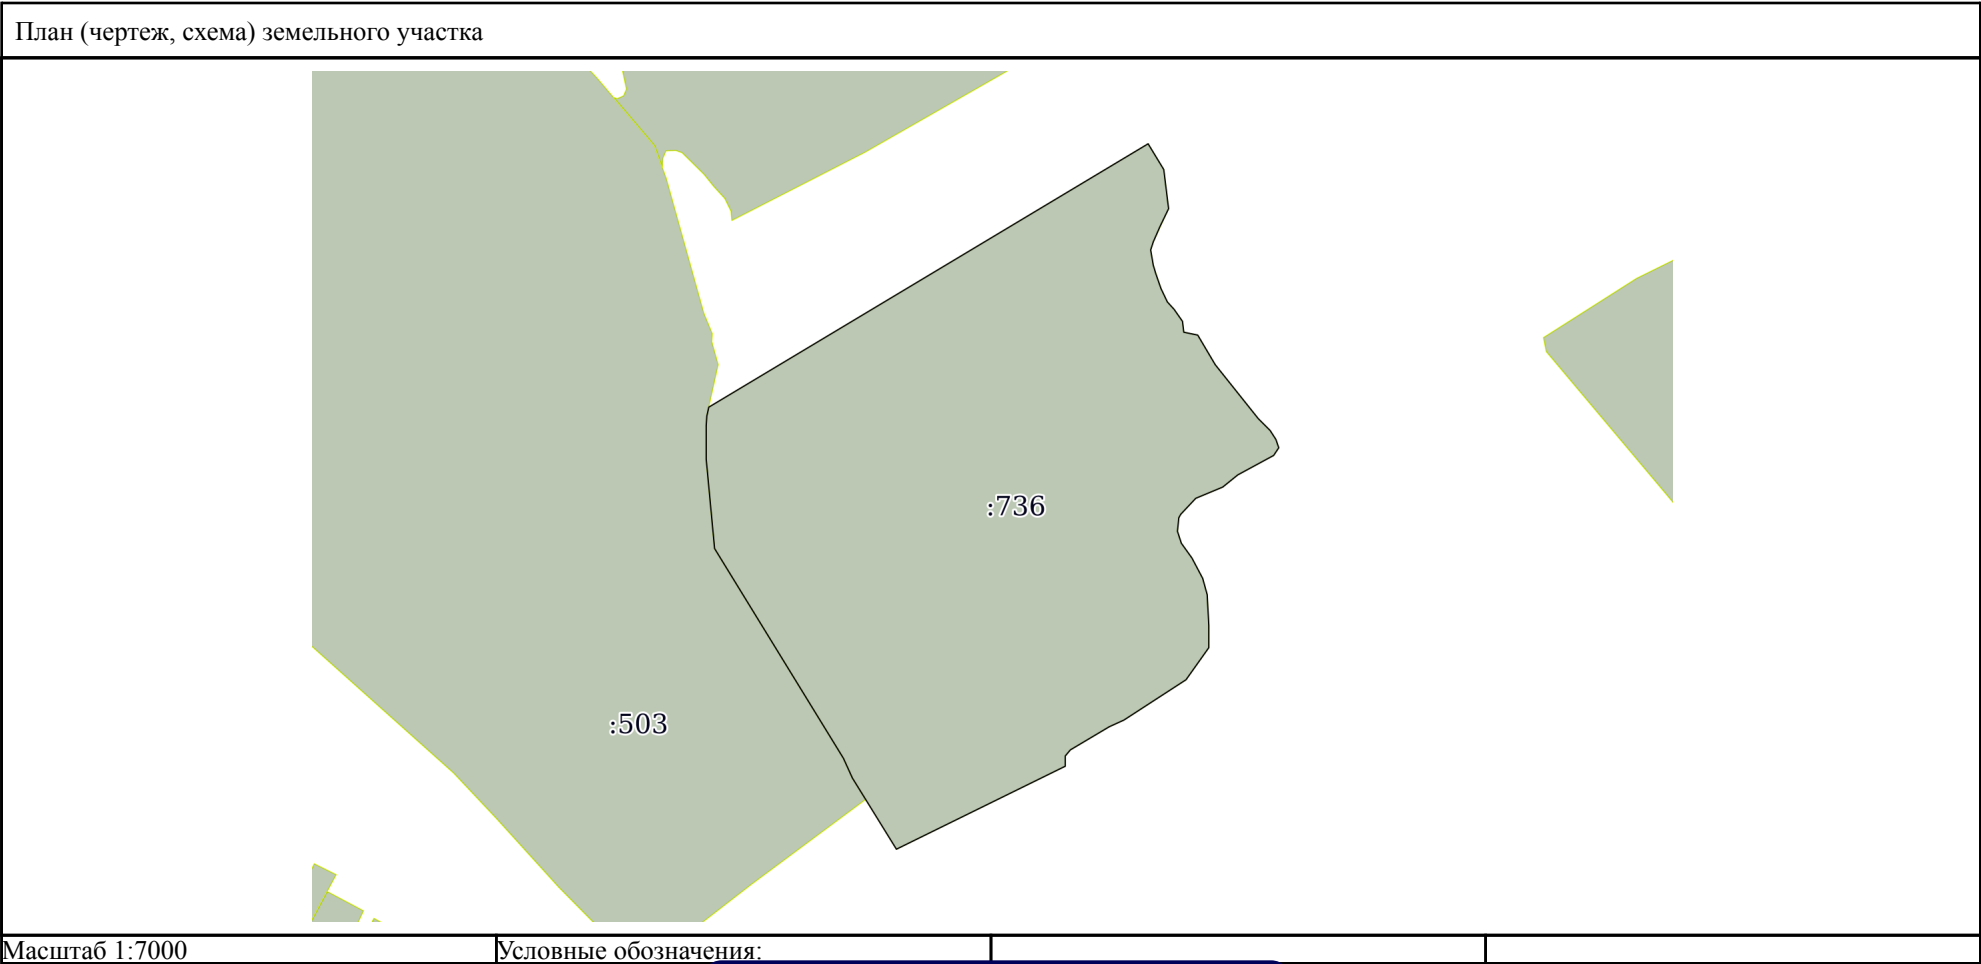 План (чертеж, схема) земельного участка
:736
:503
Масштаб 1:7000
Условные обозначения: